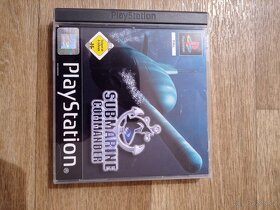 PlayStation
PlayStation®
SUBMARINE
COMMANDER